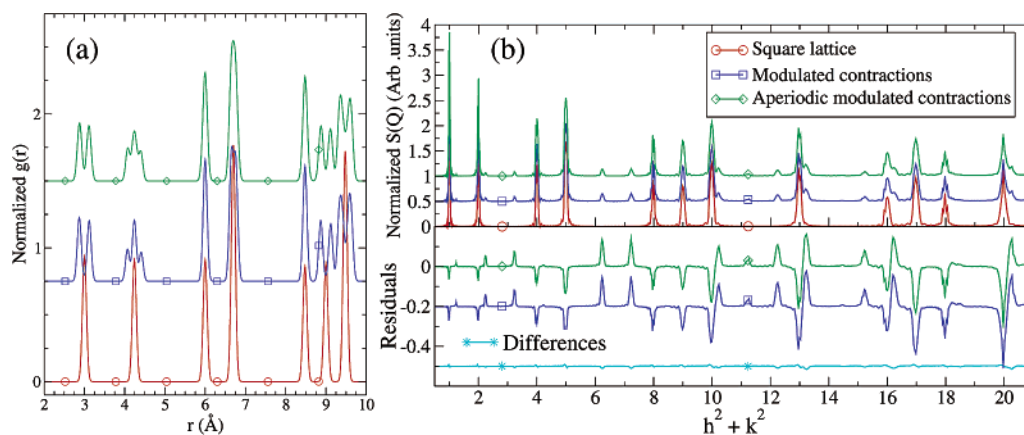 (a)
Normalized g(r)
2
1
0
2 3 4 5 6 7 8 9 10
r (Å)
(b)
Normalized S(Q) (Arb .units)
4
3.5
3
2.5
2
1.5
1
0.5
0
Square lattice
Modulated contractions
Aperiodic modulated contractions
Residuals
0
-0.2
-0.4
Differences
2 4 6 8 10 12 14 16 18 20
h² + k²